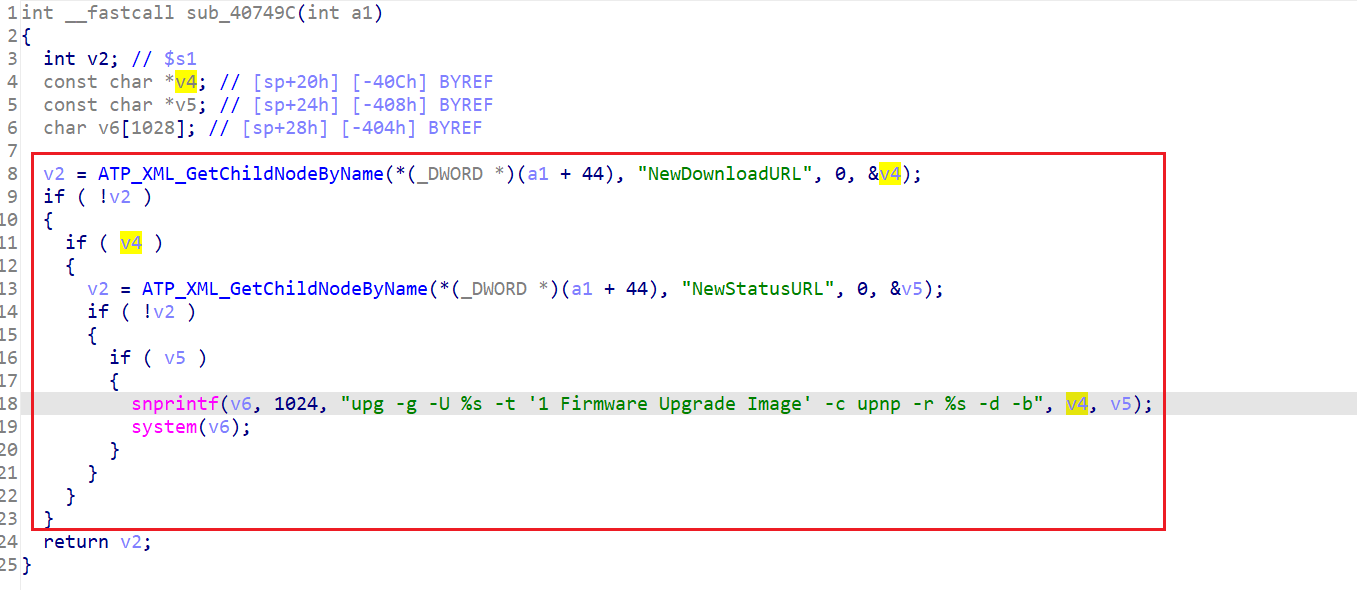 1 int __fastcall sub_40749C(int a1)
2 {
3   int v2; // $s1
4   const char *v4; // [sp+20h] [-40Ch] BYREF
5   const char *v5; // [sp+24h] [-408h] BYREF
6   char v6[1028]; // [sp+28h] [-404h] BYREF
7
8   v2 = ATP_XML_GetChildNodeByName(*(_DWORD *)(a1 + 44), "NewDownloadURL", 0, &v4);
9   if ( !v2 )
10   {
11     if ( v4 )
12     {
13       v2 = ATP_XML_GetChildNodeByName(*(_DWORD *)(a1 + 44), "NewStatusURL", 0, &v5);
14       if ( !v2 )
15       {
16         if ( v5 )
17         {
18           snprintf(v6, 1024, "upg -g -U %s -t '1 Firmware Upgrade Image' -c upnp -r %s -d -b", v4, v5);
19           system(v6);
20         }
21       }
22     }
23   }
24   return v2;
25 }